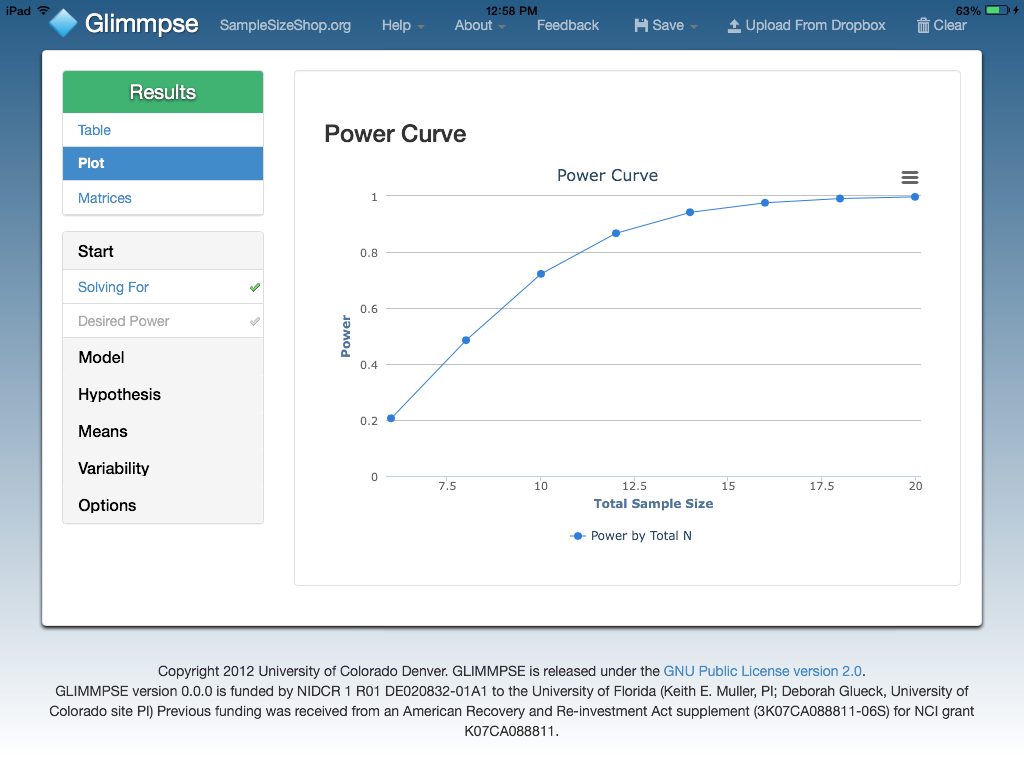 iPad 12:58 PM 63%
Glimmpse SampleSizeShop.org Help About Feedback Save Upload From Dropbox Clear
Results
Table
Plot
Matrices
Start
Solving For
Desired Power
Model
Hypothesis
Means
Variability
Options
Power Curve
Power Curve
1
0.8
0.6
0.4
0.2
0
Power
7.5 10 12.5 15 17.5 20
Total Sample Size
Power by Total N
Copyright 2012 University of Colorado Denver. GLIMMPSE is released under the GNU Public License version 2.0.
GLIMMPSE version 0.0.0 is funded by NIDCR 1 R01 DE020832-01A1 to the University of Florida (Keith E. Muller, PI; Deborah Glueck, University of
Colorado site PI) Previous funding was received from an American Recovery and Re-investment Act supplement (3K07CA088811-06S) for NCI grant
K07CA088811.